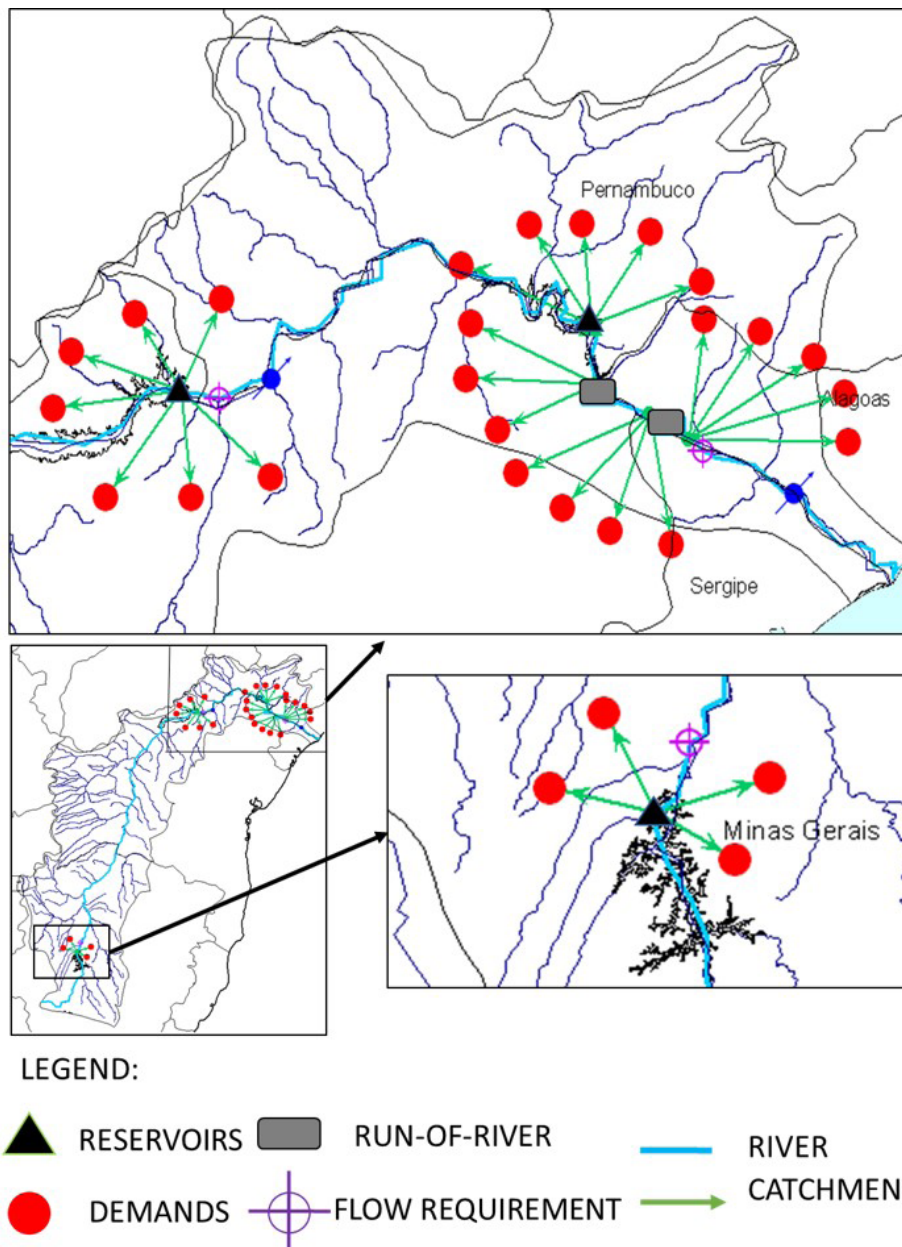 Pernambuco
Alagoas
Sergipe
Minas Gerais
LEGEND:
RESERVOIRS
RUN-OF-RIVER
RIVER
DEMANDS
FLOW REQUIREMENT
CATCHMEN